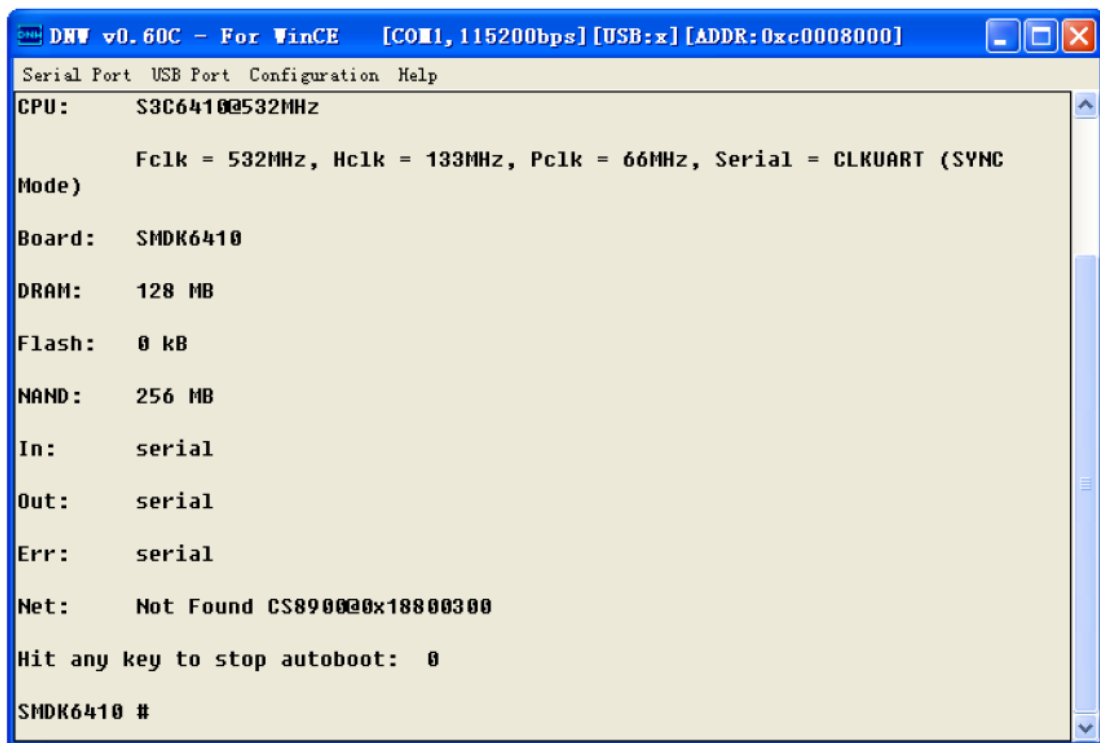 DNW v0.60C - For WinCE [COM1,115200bps][USB:x][ADDR:0xc0008000]
Serial Port USB Port Configuration Help
CPU: S3C6410@532MHz
Fclk = 532MHz, Hclk = 133MHz, Pclk = 66MHz, Serial = CLKUART (SYNC
Mode)
Board: SMDK6410
DRAM: 128 MB
Flash: 0 kB
NAND: 256 MB
In: serial
Out: serial
Err: serial
Net: Not Found CS8900@0x18800300
Hit any key to stop autoboot: 0
SMDK6410 #